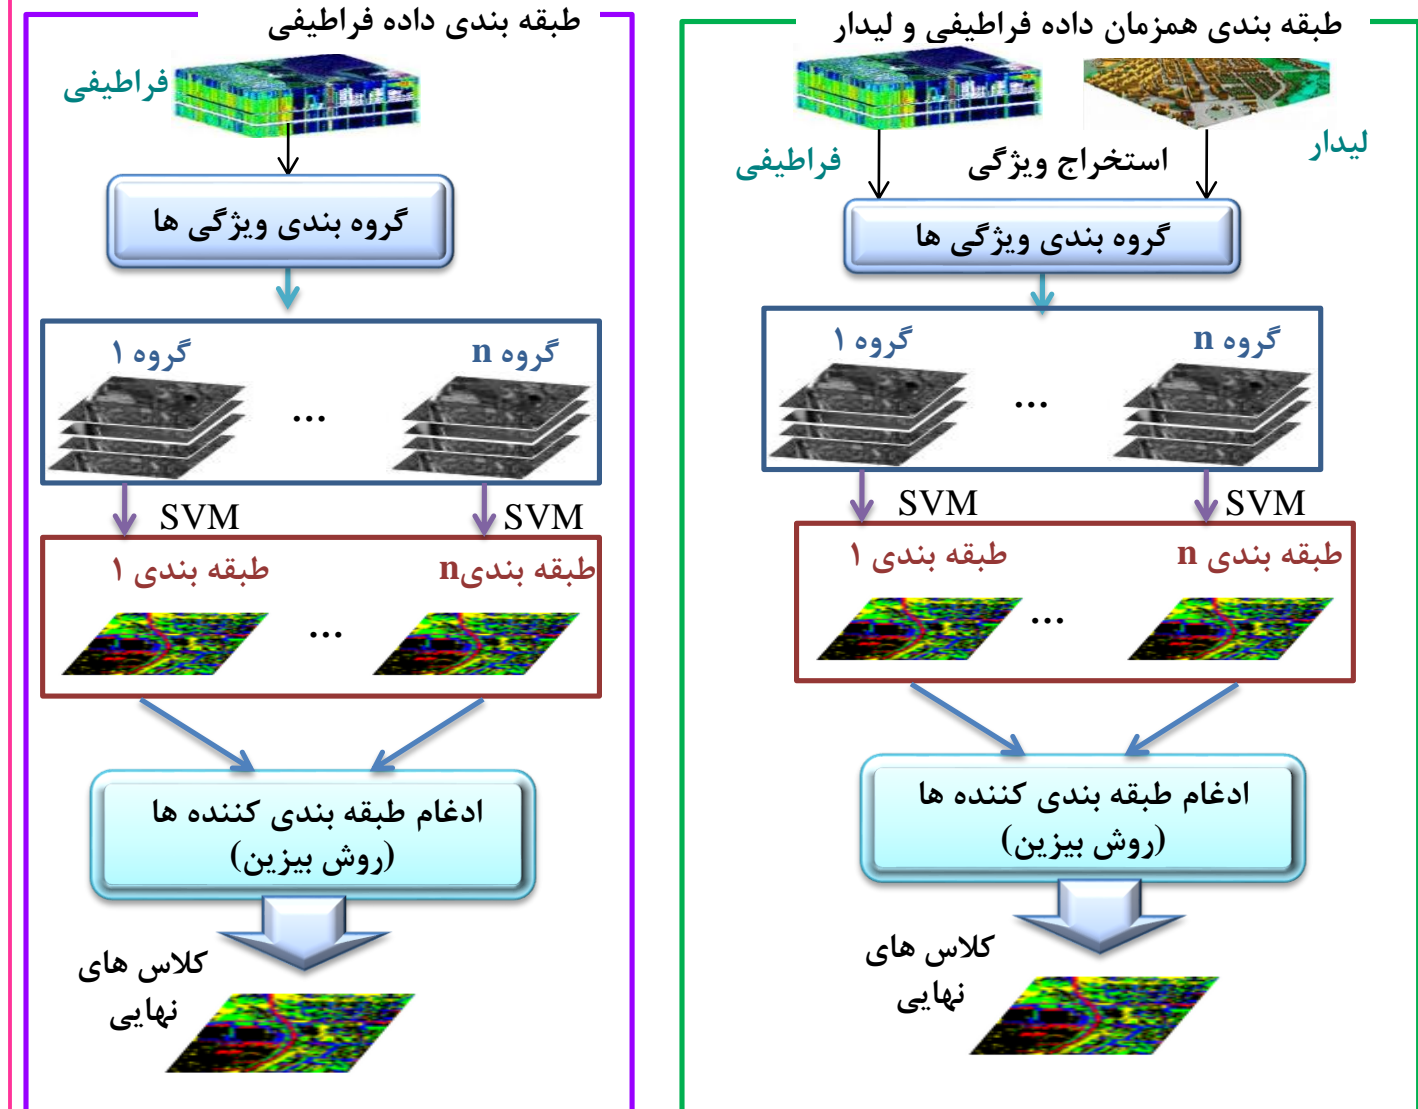 طبقه بندی همزمان داده فراطیفی و لیدار
لیدار
فراطیفی
استخراج ویژگی
گروه بندی ویژگی ها
گروه ۱
...
گروه n
SVM
SVM
طبقه بندی ۱
...
طبقه بندی n
ادغام طبقه بندی کننده ها
(روش بیزین)
کلاس های
نهایی
طبقه بندی داده فراطیفی
فراطیفی
گروه بندی ویژگی ها
گروه ۱
...
گروه n
SVM
SVM
طبقه بندی ۱
...
طبقه بندیn
ادغام طبقه بندی کننده ها
(روش بیزین)
کلاس های
نهایی